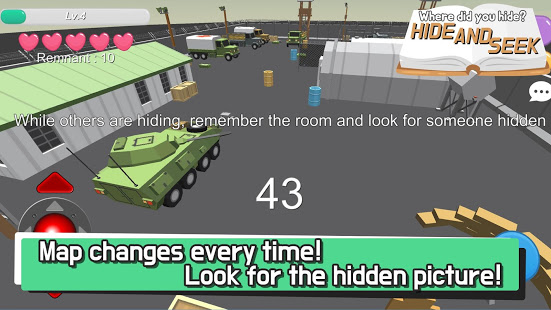 Lv.4
Where did you hide?
HIDE AND
SEEK
Remnant : 10
While others are hiding, remember the room and look for someone hidden
43
Map changes every time!
Look for the hidden picture!